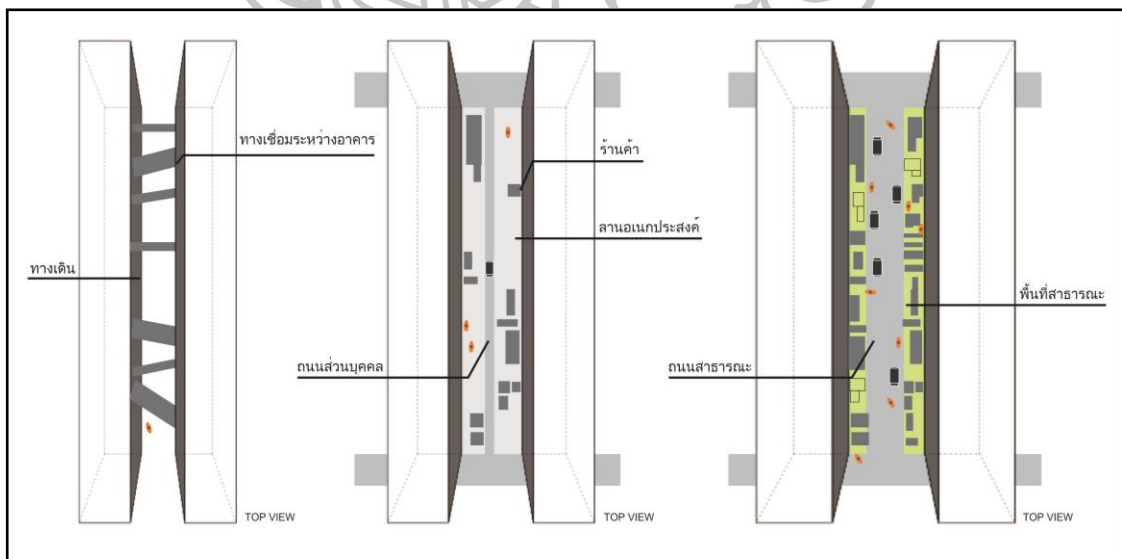 ทางเชื่อมระหว่างอาคาร
ทางเดิน
TOP VIEW
ร้านค้า
ลานอเนกประสงค์
ถนนส่วนบุคคล
TOP VIEW
พื้นที่สาธารณะ
ถนนสาธารณะ
TOP VIEW